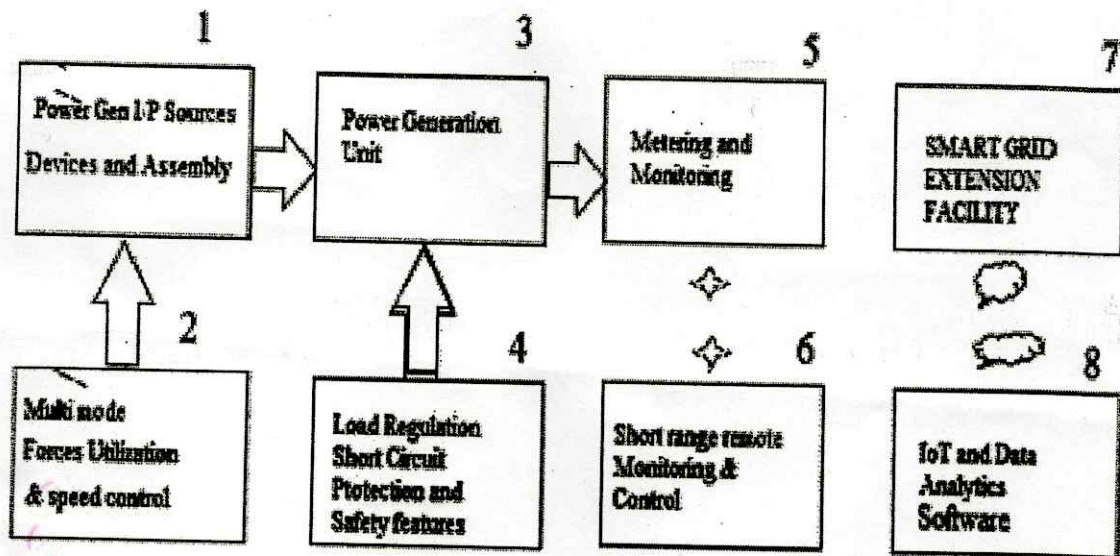 1
Power Gen I/P Sources
Devices and Assembly
3
Power Generation
Unit
5
Metering and
Monitoring
7
SMART GRID
EXTENSION
FACILITY
2
Multi mode
Forces Utilization
& speed control
4
Load Regulation
Short Circuit
Protection and
Safety features
6
Short range remote
Monitoring &
Control
8
IoT and Data
Analytics
Software